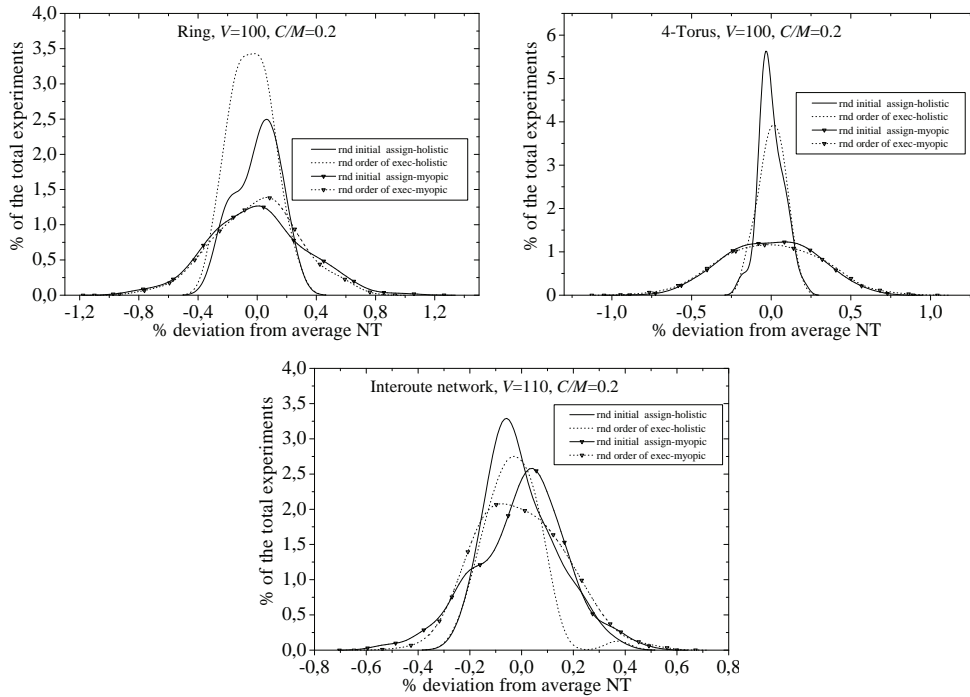 Ring, V=100, C/M=0.2
% of the total experiments
4,0
3,5
3,0
2,5
2,0
1,5
1,0
0,5
0,0
rnd initial assign-holistic
rnd order of exec-holistic
rnd initial assign-myopic
rnd order of exec-myopic
-1,2 -0,8 -0,4 0,0 0,4 0,8 1,2
% deviation from average NT
4-Torus, V=100, C/M=0.2
% of the total experiments
6
5
4
3
2
1
0
rnd initial assign-holistic
rnd order of exec-holistic
rnd initial assign-myopic
rnd order of exec-myopic
-1,0 -0,5 0,0 0,5 1,0
% deviation from average NT
Interoute network, V=110, C/M=0.2
% of the total experiments
4,0
3,5
3,0
2,5
2,0
1,5
1,0
0,5
0,0
rnd initial assign-holistic
rnd order of exec-holistic
rnd initial assign-myopic
rnd order of exec-myopic
-0,8 -0,6 -0,4 -0,2 0,0 0,2 0,4 0,6 0,8
% deviation from average NT